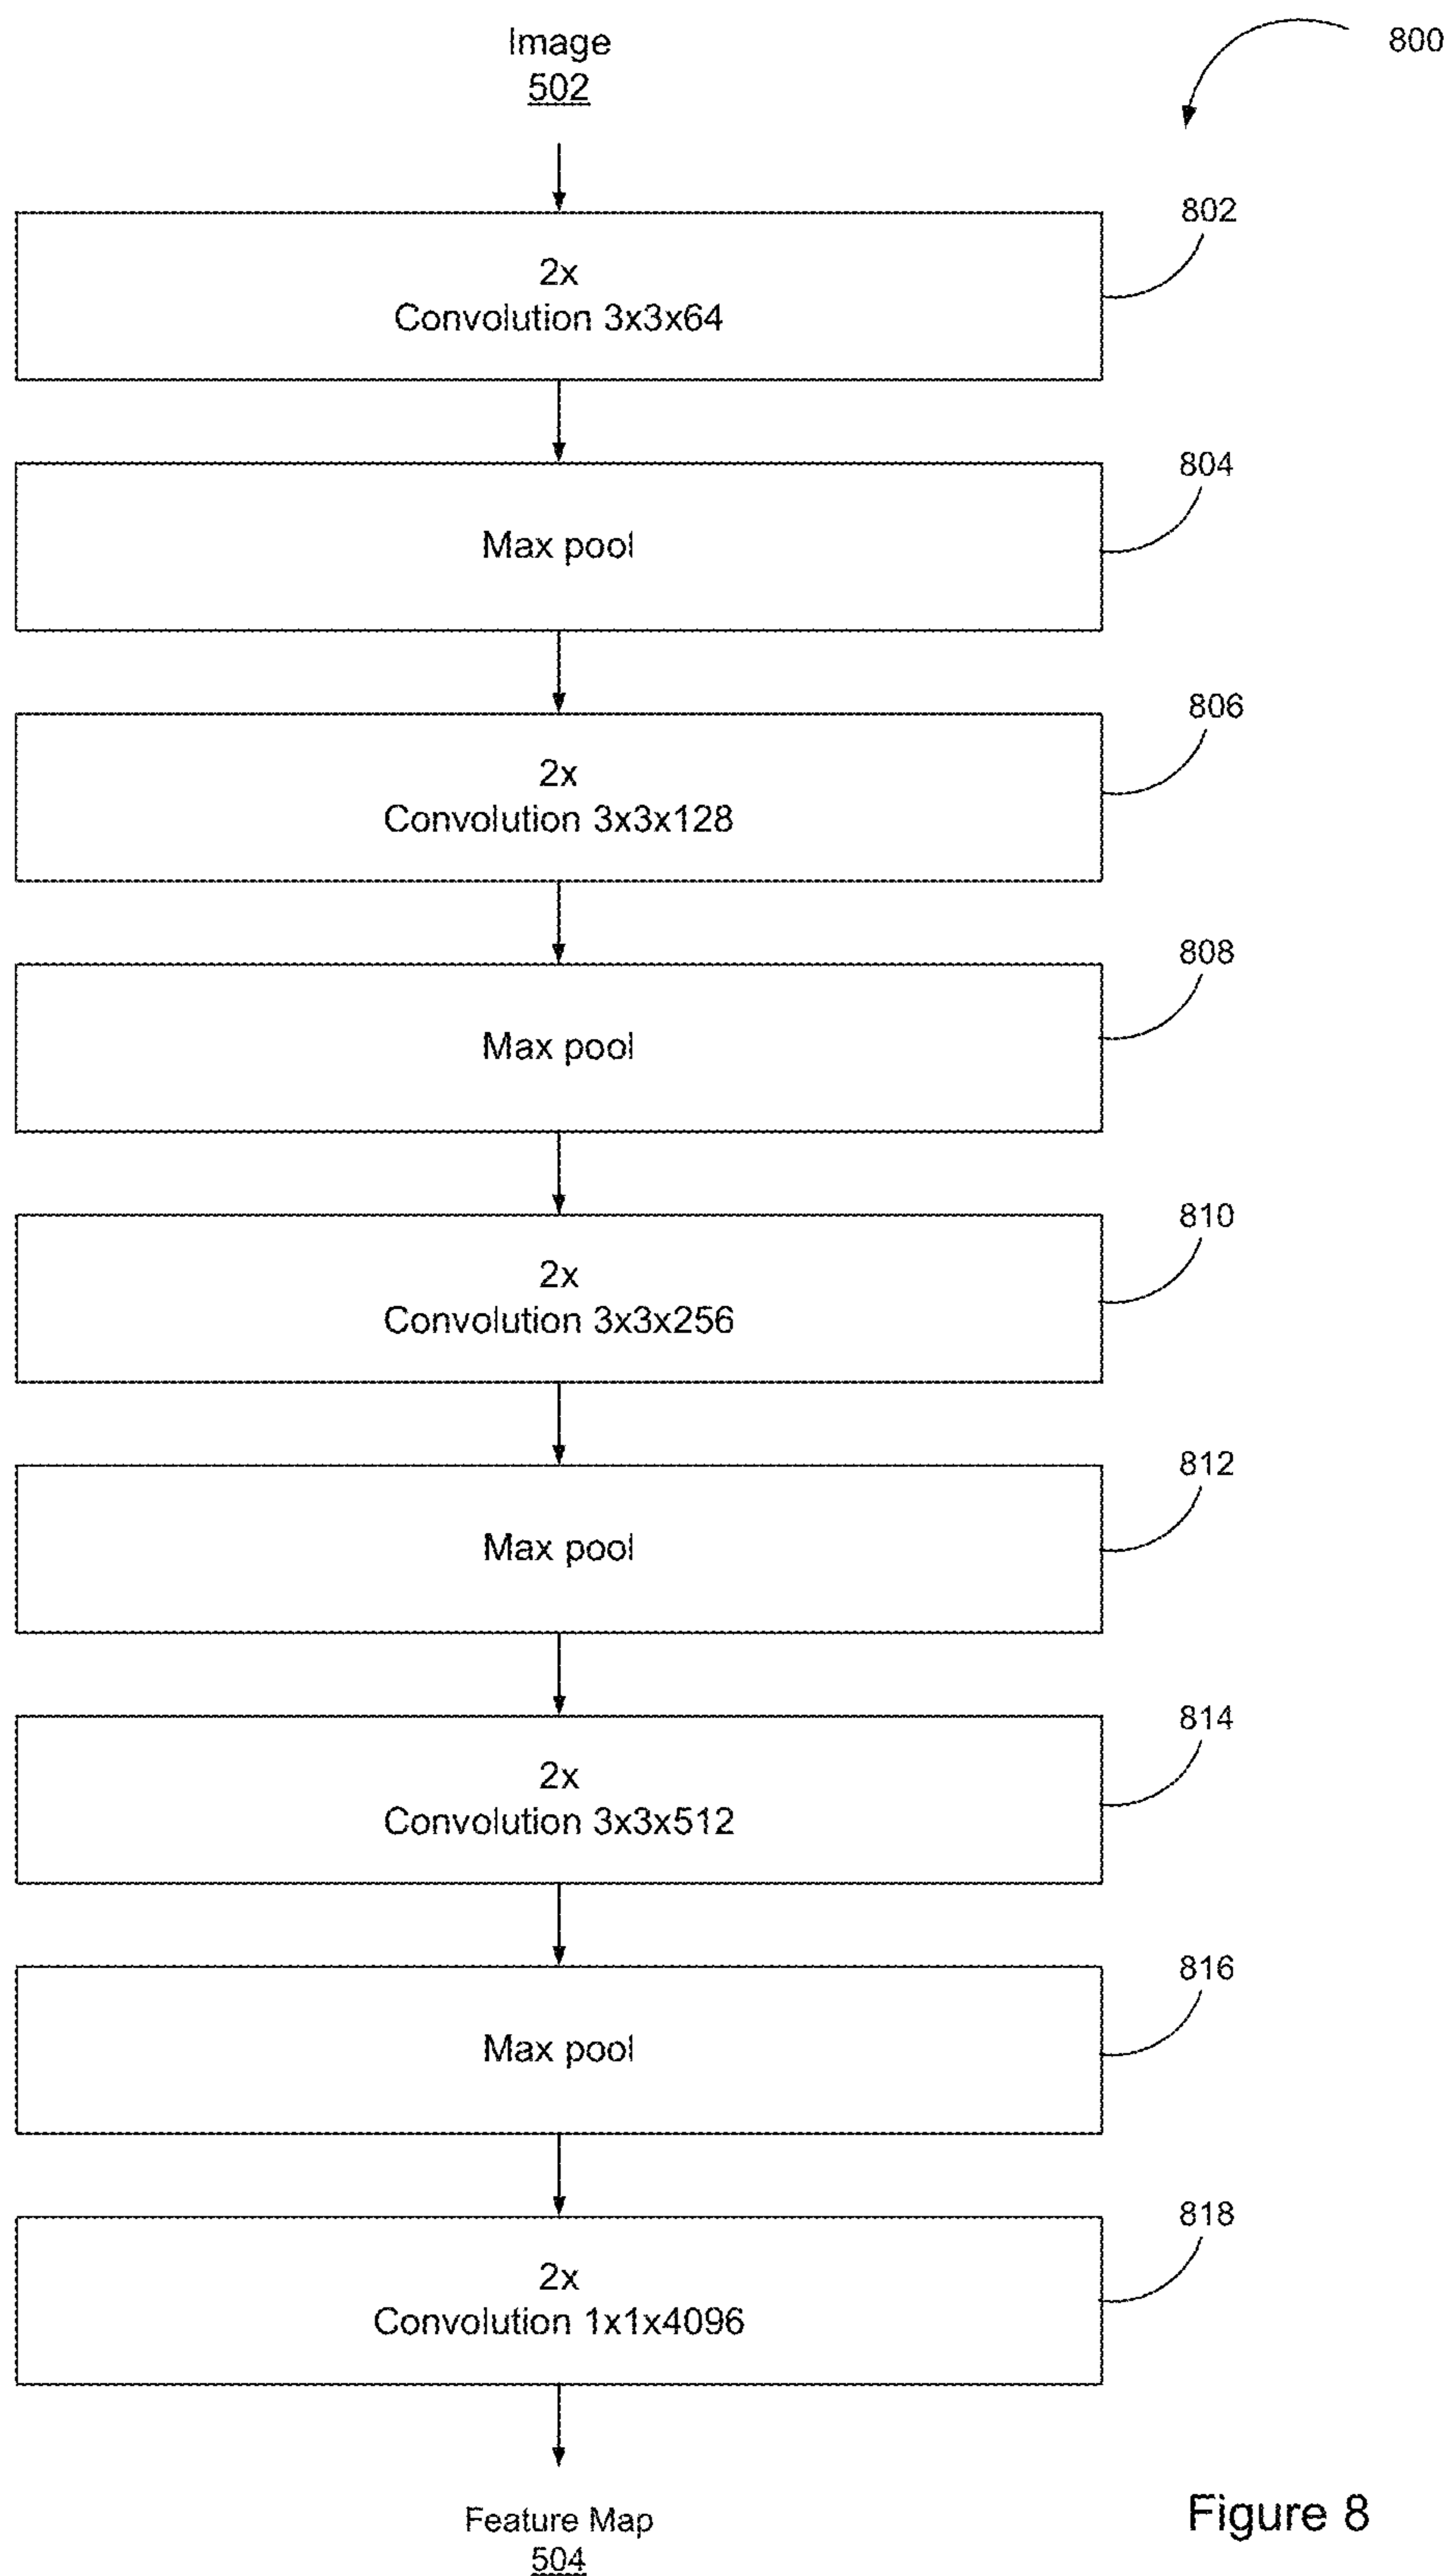 Image
502
800
802
2x
Convolution 3x3x64
804
Max pool
806
2x
Convolution 3x3x128
808
Max pool
810
2x
Convolution 3x3x256
812
Max pool
814
2x
Convolution 3x3x512
816
Max pool
818
2x
Convolution 1x1x4096
Feature Map
504
Figure 8